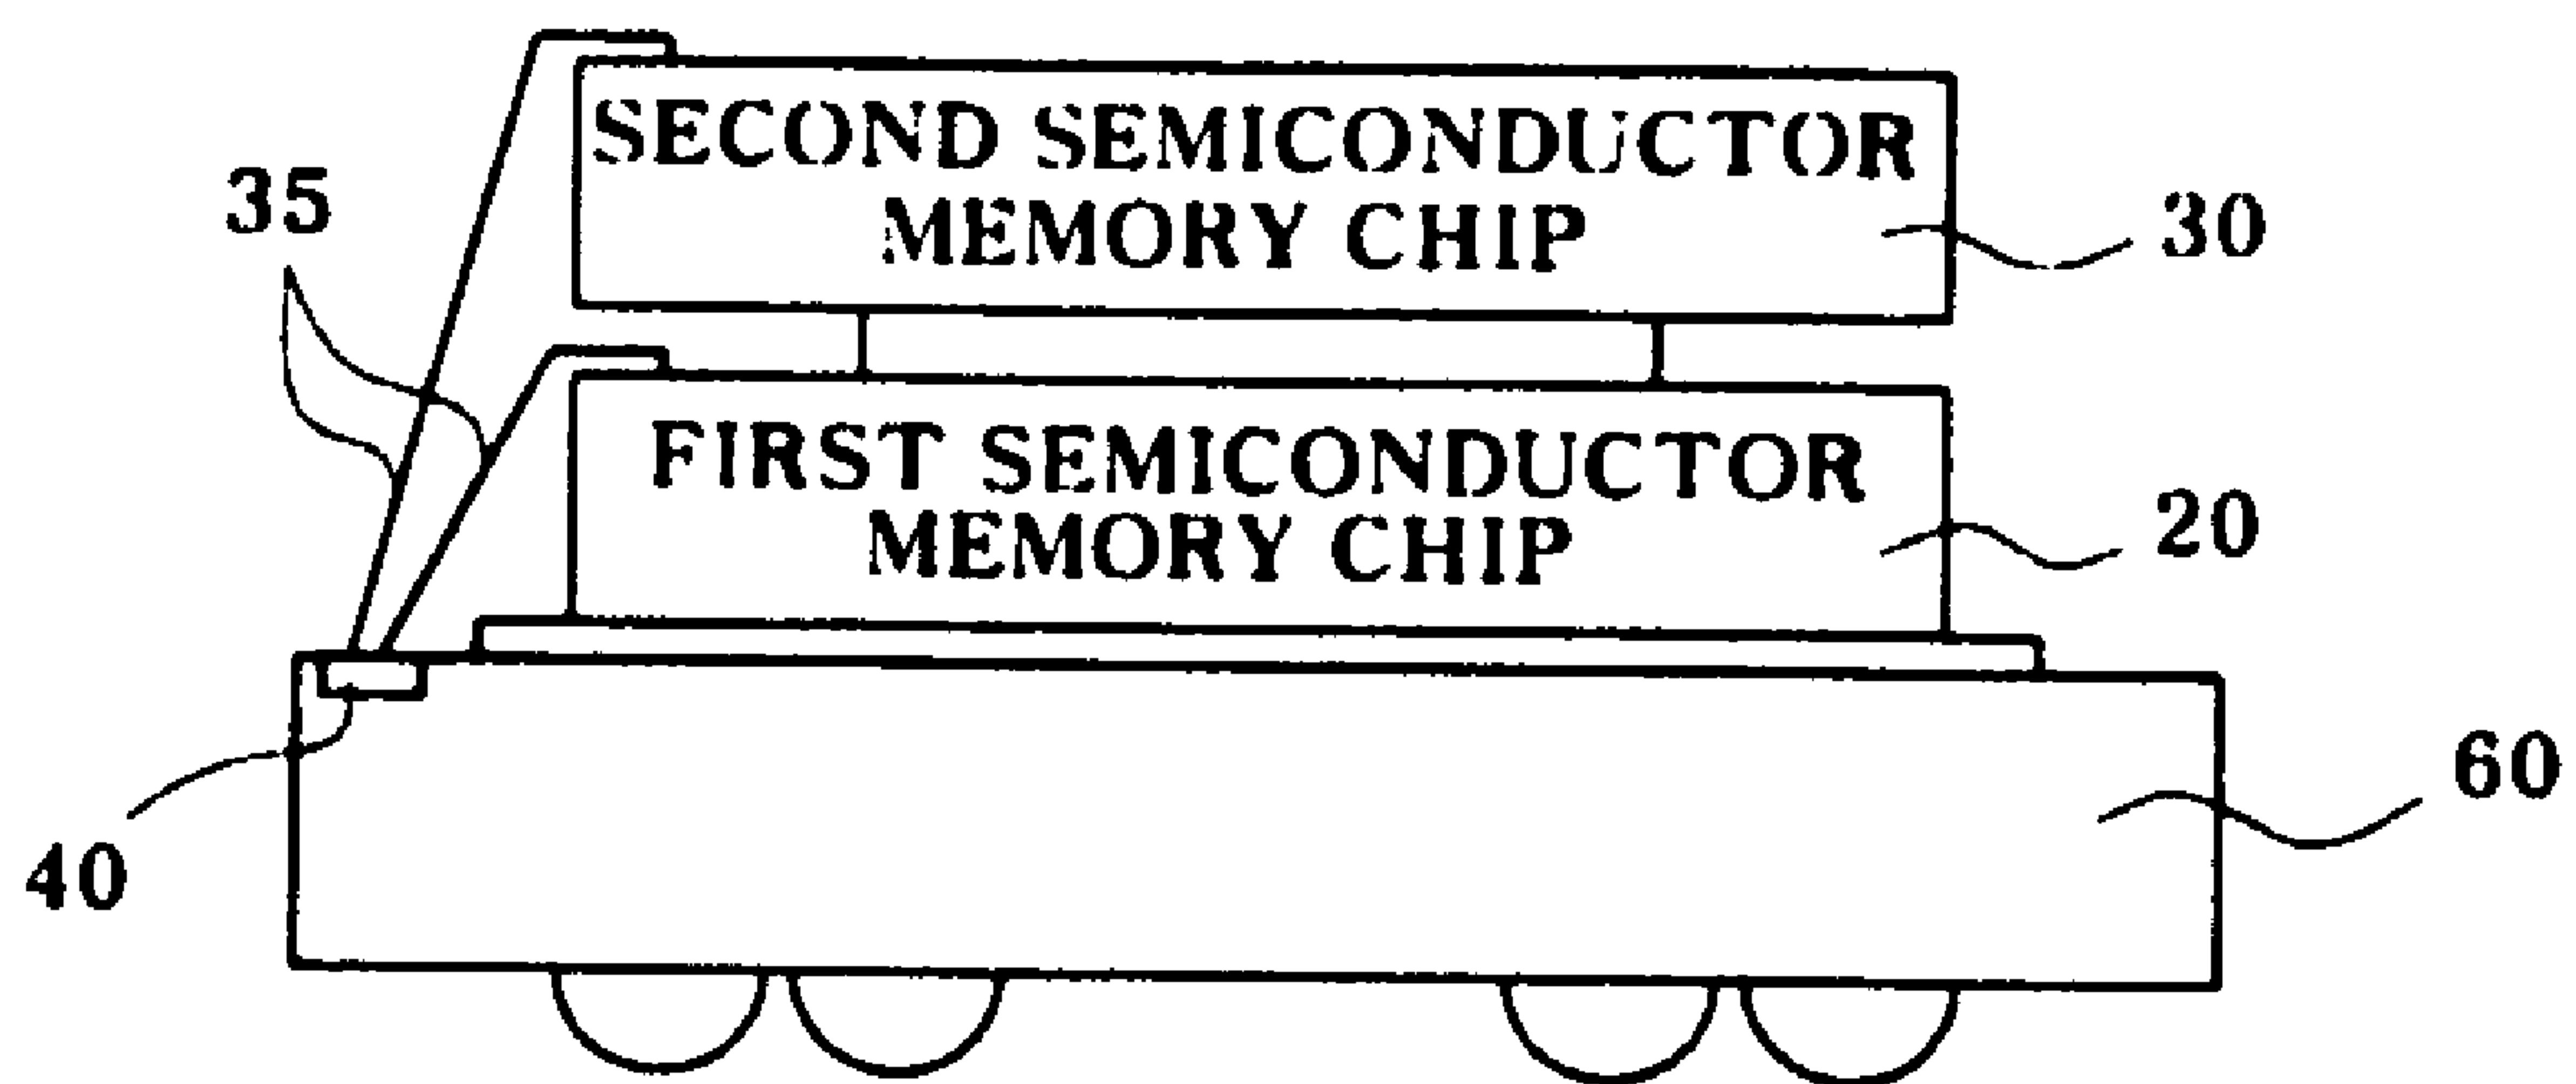 SECOND SEMICONDUCTOR
MEMORY CHIP
35
30
FIRST SEMICONDUCTOR
MEMORY CHIP
20
60
40